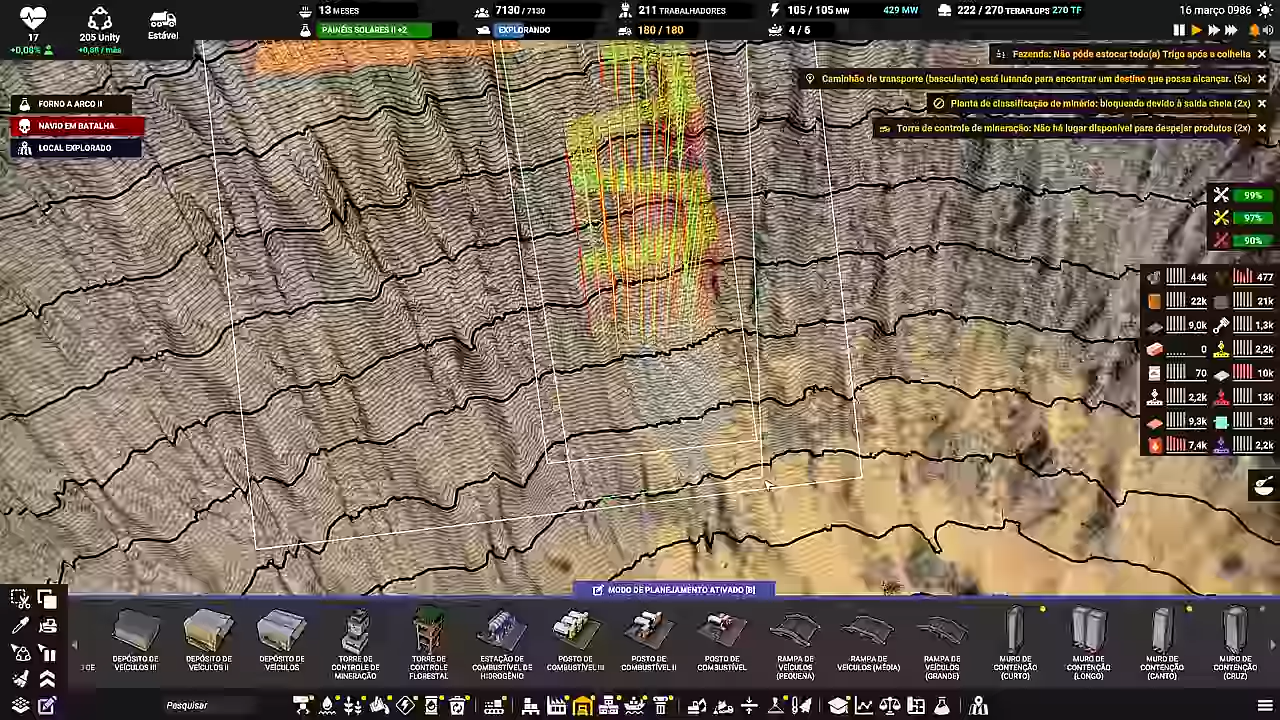 17
+0,08%
205 Unity
+0,88 / mês
Estável
13 MESES
PAINÉIS SOLARES II +2
7130 / 7130
EXPLORANDO
211 TRABALHADORES
180 / 180
105 / 105 MW 429 MW
4 / 6
222 / 270 TERAFLOPS 270 TF
16 março 0986
Fazenda: Não pôde estocar todo(a) Trigo após a colheita
Caminhão de transporte (basculante) está lutando para encontrar um destino que possa alcançar. (5x)
Planta de classificação de minério: bloqueado devido à saída cheia (2x)
Torre de controle de mineração: Não há lugar disponível para despejar produtos (2x)
FORNO A ARCO II
NAVIO EM BATALHA
LOCAL EXPLORADO
99%
97%
90%
44k 477
22k 21k
9,0k 1,3k
0 2,2k
70 10k
2,2k 13k
9,3k 13k
7,4k 2,2k
MODO DE PLANEJAMENTO ATIVADO [B]
DEPÓSITO DE VEÍCULOS III
DEPÓSITO DE VEÍCULOS II
DEPÓSITO DE VEÍCULOS
TORRE DE CONTROLE DE MINERAÇÃO
TORRE DE CONTROLE FLORESTAL
ESTAÇÃO DE COMBUSTÍVEL DE HIDROGÊNIO
POSTO DE COMBUSTÍVEL III
POSTO DE COMBUSTÍVEL II
POSTO DE COMBUSTÍVEL
RAMPA DE VEÍCULOS (PEQUENA)
RAMPA DE VEÍCULOS (MÉDIA)
RAMPA DE VEÍCULOS (GRANDE)
MURO DE CONTENÇÃO (CURTO)
MURO DE CONTENÇÃO (LONGO)
MURO DE CONTENÇÃO (CANTO)
MURO DE CONTENÇÃO (CRUZ)
Pesquisar